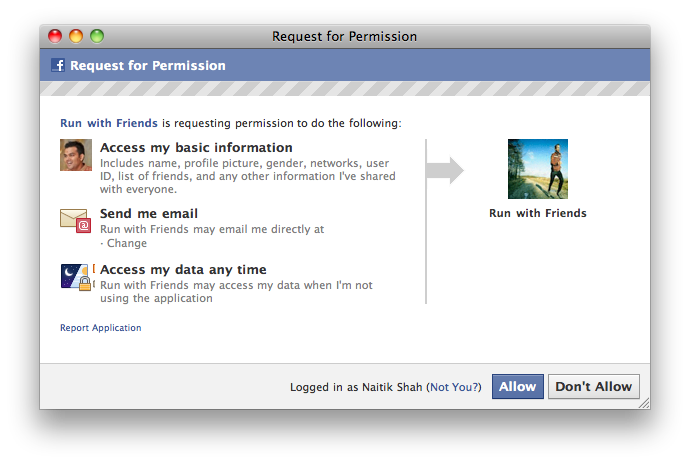 Request for Permission
Request for Permission
Run with Friends is requesting permission to do the following:
Access my basic information
Includes name, profile picture, gender, networks, user
ID, list of friends, and any other information I've shared
with everyone.
Send me email
Run with Friends may email me directly at
· Change
Access my data any time
Run with Friends may access my data when I'm not
using the application
Run with Friends
Report Application
Logged in as Naitik Shah (Not You?) Allow Don't Allow